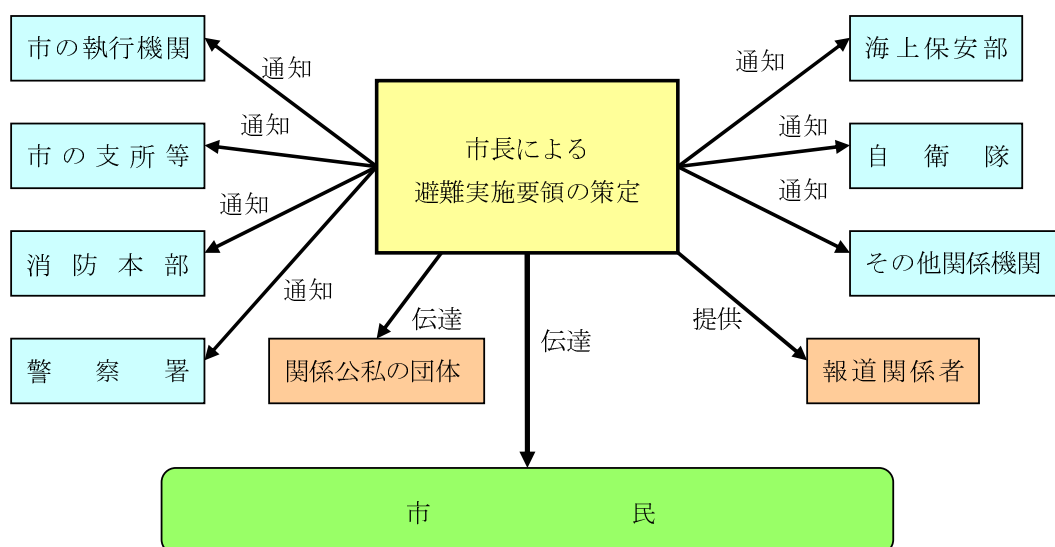 市の執行機関
通知
通知
海上保安部
市の支所等
通知
市長による
避難実施要領の策定
通知
自衛隊
消防本部
通知
通知
その他関係機関
警察署
通知
関係公私の団体
伝達
伝達
提供
報道関係者
市民